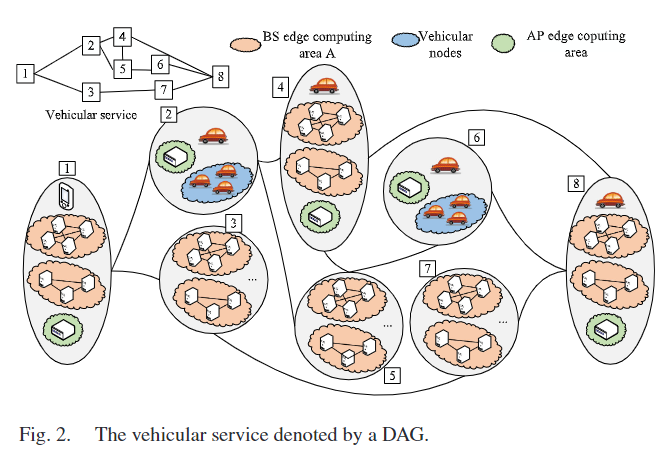 1
2
4
5
6
3
7
8
Vehicular service
BS edge computing
area A
Vehicular
nodes
AP edge coputing
area
1
2
3
...
4
5
...
6
7
...
8
Fig. 2. The vehicular service denoted by a DAG.